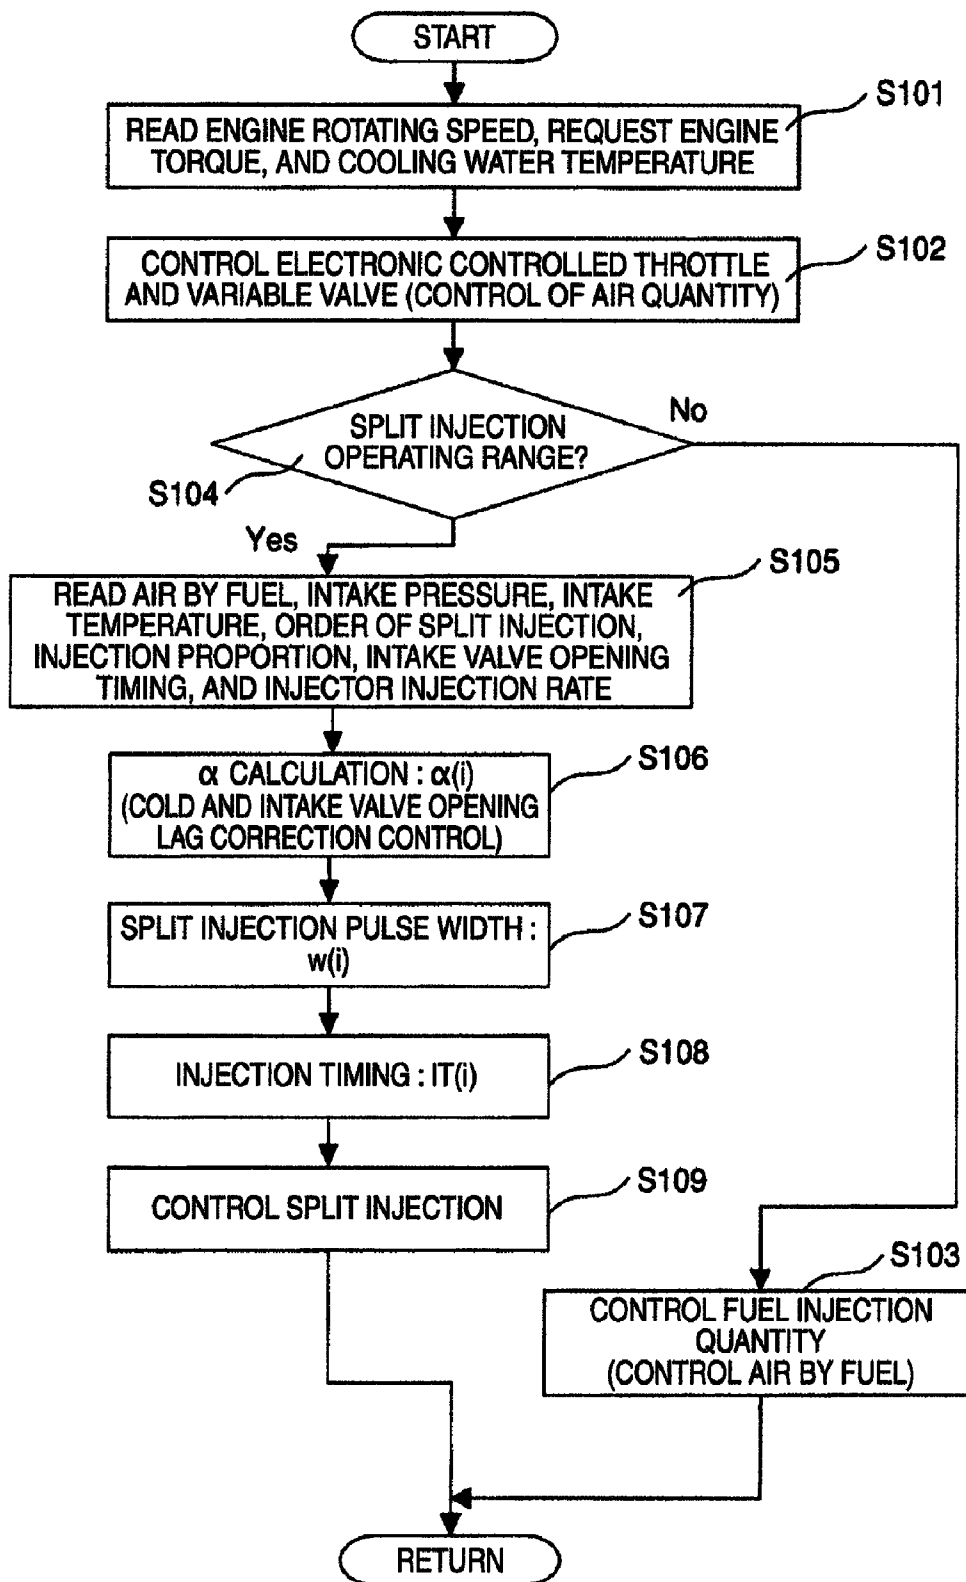 START
S101
READ ENGINE ROTATING SPEED, REQUEST ENGINE
TORQUE, AND COOLING WATER TEMPERATURE
S102
CONTROL ELECTRONIC CONTROLLED THROTTLE
AND VARIABLE VALVE (CONTROL OF AIR QUANTITY)
No
SPLIT INJECTION
OPERATING RANGE?
S104
Yes
S105
READ AIR BY FUEL, INTAKE PRESSURE, INTAKE
TEMPERATURE, ORDER OF SPLIT INJECTION,
INJECTION PROPORTION, INTAKE VALVE OPENING
TIMING, AND INJECTOR INJECTION RATE
S106
α CALCULATION : α(i)
(COLD AND INTAKE VALVE OPENING
LAG CORRECTION CONTROL)
S107
SPLIT INJECTION PULSE WIDTH :
w(i)
S108
INJECTION TIMING : IT(i)
S109
CONTROL SPLIT INJECTION
S103
CONTROL FUEL INJECTION
QUANTITY
(CONTROL AIR BY FUEL)
RETURN